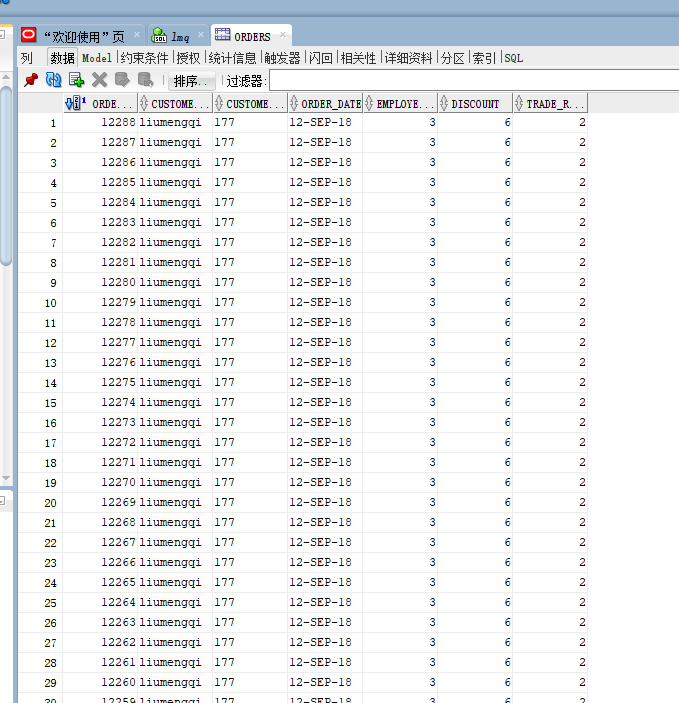 “欢迎使用”页 lmq ORDERS
列 数据 Model 约束条件 授权 统计信息 触发器 闪回 相关性 详细资料 分区 索引 SQL
排序.. 过滤器:
ORDE... CUSTOME... CUSTOME... ORDER_DATE EMPLOYE... DISCOUNT TRADE_R...
1 12288 liumengqi 177 12-SEP-18 3 6 2
2 12287 liumengqi 177 12-SEP-18 3 6 2
3 12286 liumengqi 177 12-SEP-18 3 6 2
4 12285 liumengqi 177 12-SEP-18 3 6 2
5 12284 liumengqi 177 12-SEP-18 3 6 2
6 12283 liumengqi 177 12-SEP-18 3 6 2
7 12282 liumengqi 177 12-SEP-18 3 6 2
8 12281 liumengqi 177 12-SEP-18 3 6 2
9 12280 liumengqi 177 12-SEP-18 3 6 2
10 12279 liumengqi 177 12-SEP-18 3 6 2
11 12278 liumengqi 177 12-SEP-18 3 6 2
12 12277 liumengqi 177 12-SEP-18 3 6 2
13 12276 liumengqi 177 12-SEP-18 3 6 2
14 12275 liumengqi 177 12-SEP-18 3 6 2
15 12274 liumengqi 177 12-SEP-18 3 6 2
16 12273 liumengqi 177 12-SEP-18 3 6 2
17 12272 liumengqi 177 12-SEP-18 3 6 2
18 12271 liumengqi 177 12-SEP-18 3 6 2
19 12270 liumengqi 177 12-SEP-18 3 6 2
20 12269 liumengqi 177 12-SEP-18 3 6 2
21 12268 liumengqi 177 12-SEP-18 3 6 2
22 12267 liumengqi 177 12-SEP-18 3 6 2
23 12266 liumengqi 177 12-SEP-18 3 6 2
24 12265 liumengqi 177 12-SEP-18 3 6 2
25 12264 liumengqi 177 12-SEP-18 3 6 2
26 12263 liumengqi 177 12-SEP-18 3 6 2
27 12262 liumengqi 177 12-SEP-18 3 6 2
28 12261 liumengqi 177 12-SEP-18 3 6 2
29 12260 liumengqi 177 12-SEP-18 3 6 2
30 12259 liumengqi 177 12-SEP-18 3 6 2